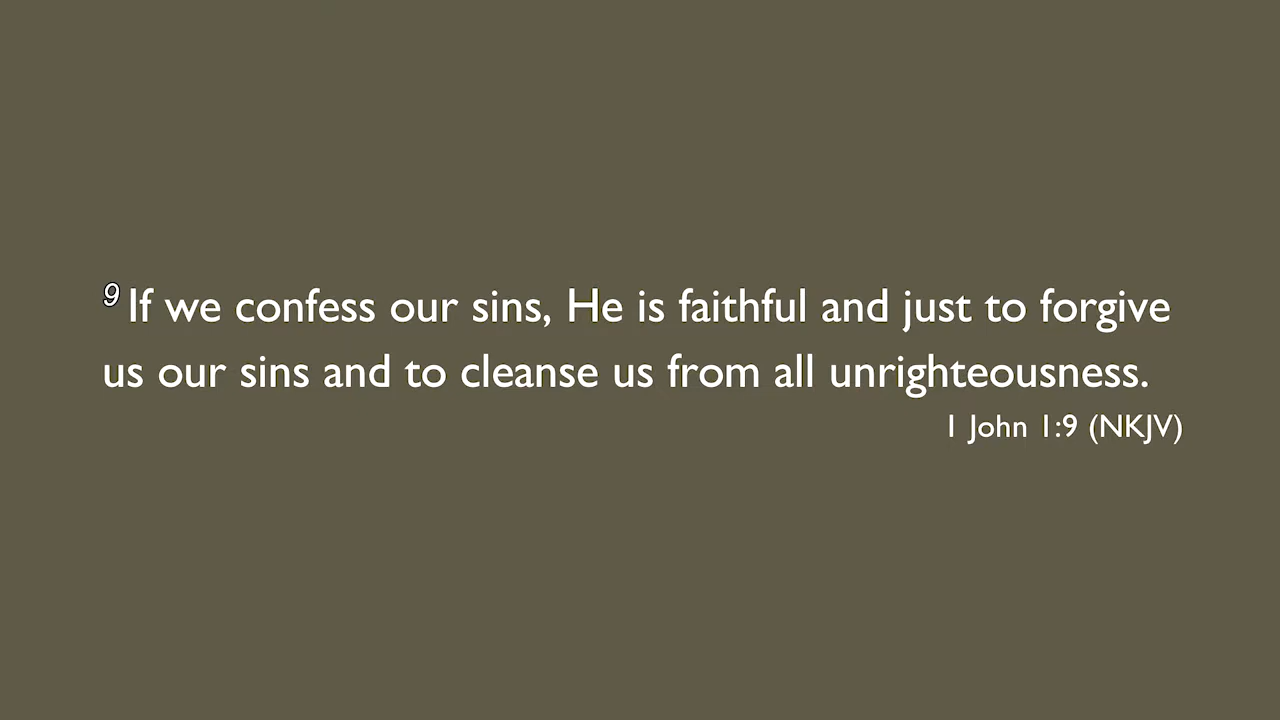 9 If we confess our sins, He is faithful and just to forgive
us our sins and to cleanse us from all unrighteousness.
1 John 1:9 (NKJV)